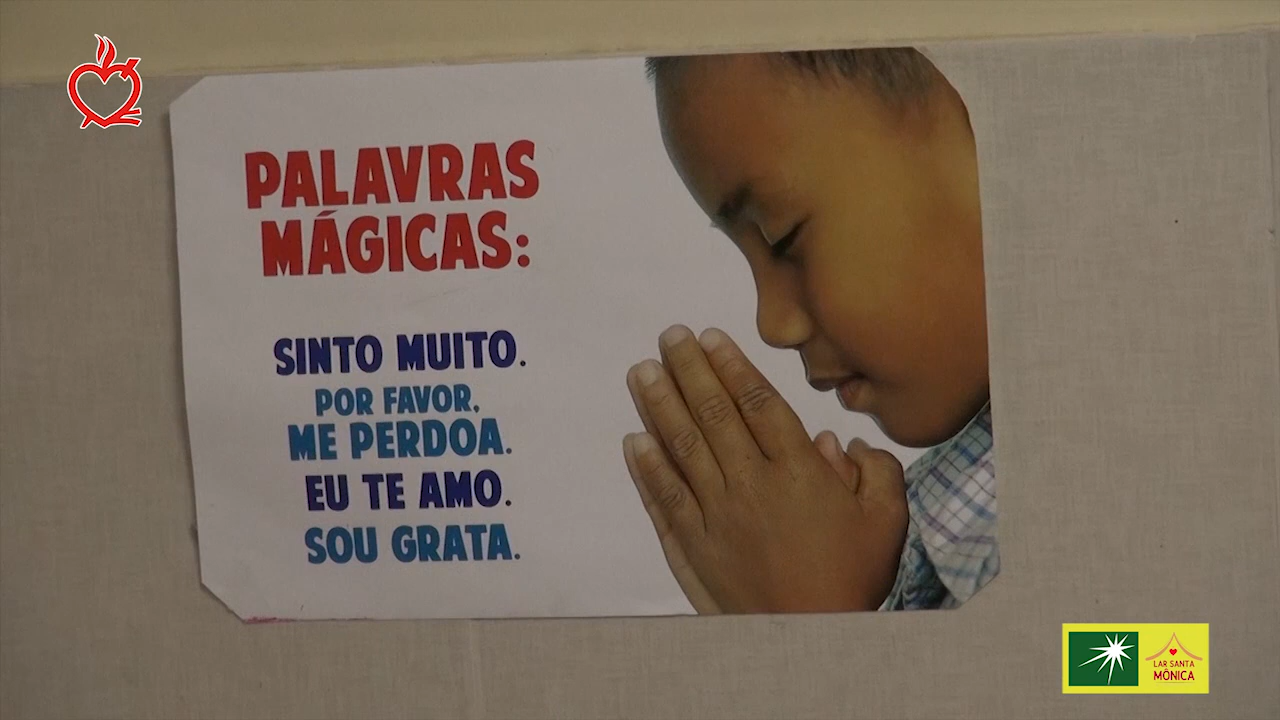 PALAVRAS
MÁGICAS:
SINTO MUITO.
POR FAVOR,
ME PERDOA.
EU TE AMO.
SOU GRATA.
LAR SANTA
MÔNICA